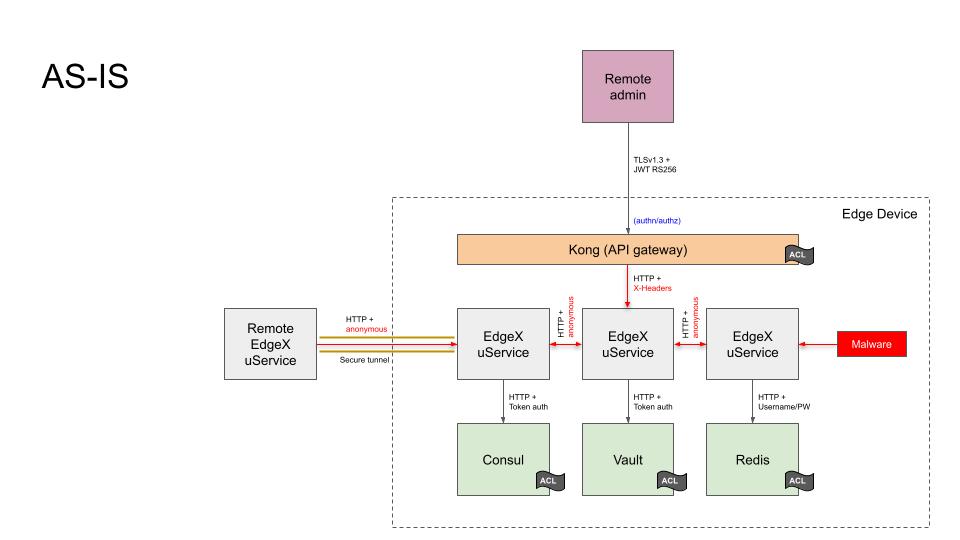 AS-IS
Remote
admin
TLSv1.3 +
JWT RS256
Edge Device
(authn/authz)
Kong (API gateway)
ACL
HTTP +
X-Headers
Remote
EdgeX
uService
HTTP +
anonymous
Secure tunnel
EdgeX
uService
HTTP +
anonymous
EdgeX
uService
HTTP +
anonymous
EdgeX
uService
Malware
HTTP +
Token auth
HTTP +
Token auth
HTTP +
Username/PW
Consul
ACL
Vault
ACL
Redis
ACL